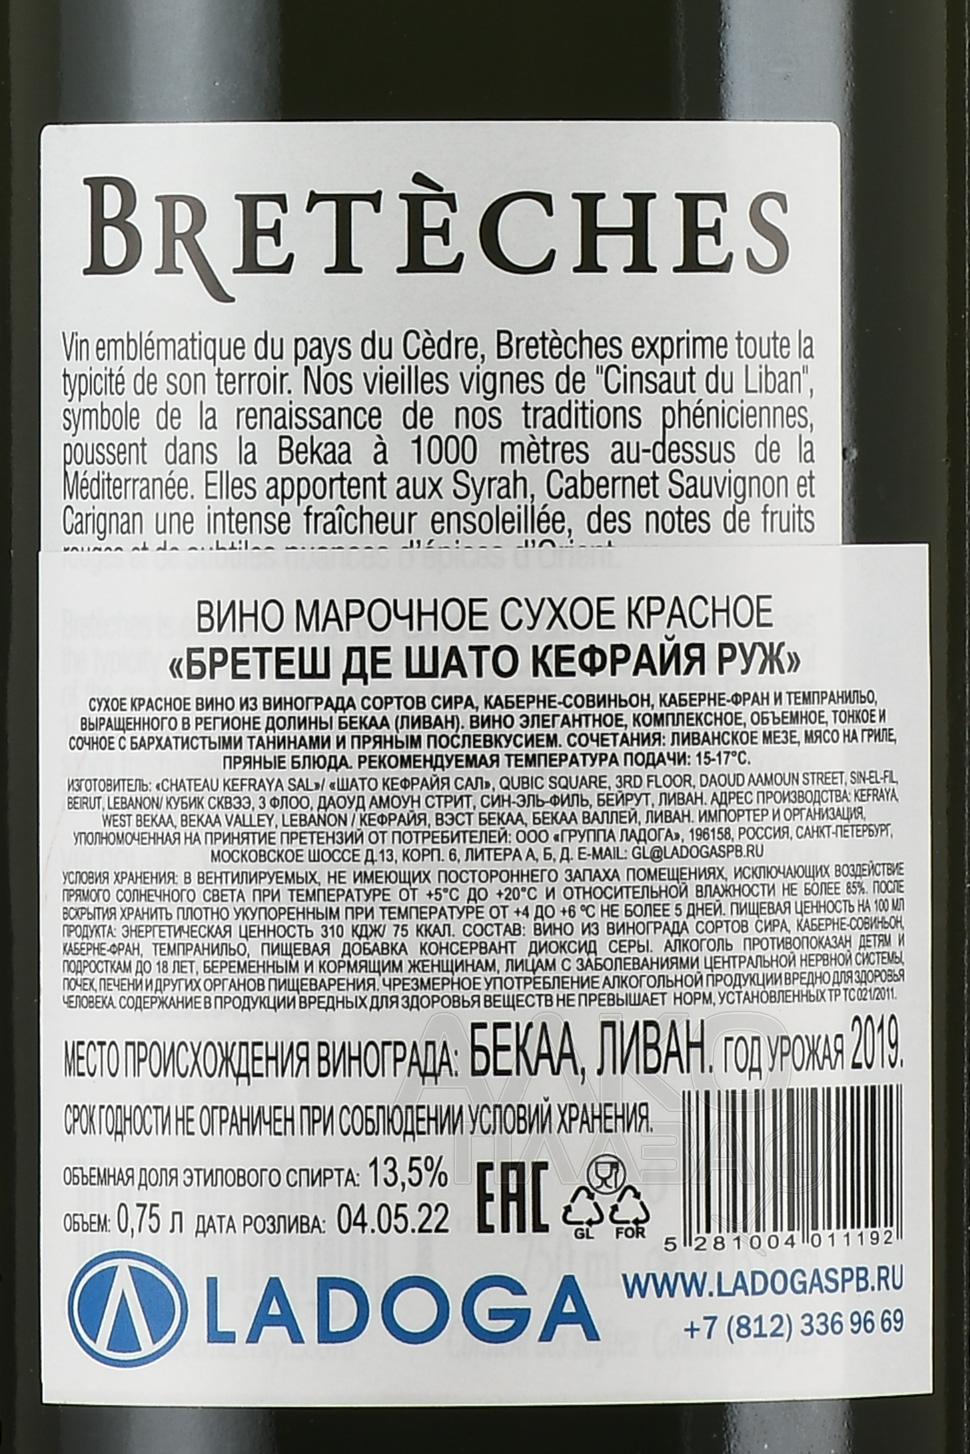 BRETÈCHES
Vin emblématique du pays du Cèdre, Bretèches exprime toute la
typicité de son terroir. Nos vieilles vignes de "Cinsaut du Liban",
symbole de la renaissance de nos traditions phéniciennes,
poussent dans la Bekaa à 1000 mètres au-dessus de la
Méditerranée. Elles apportent aux Syrah, Cabernet Sauvignon et
Carignan une intense fraîcheur ensoleillée, des notes de fruits
rouges et de subtiles nuances d'épices d'Orient.
ВИНО МАРОЧНОЕ СУХОЕ КРАСНОЕ
«БРЕТЕШ ДЕ ШАТО КЕФРАЙЯ РУЖ»
СУХОЕ КРАСНОЕ ВИНО ИЗ ВИНОГРАДА СОРТОВ СИРА, КАБЕРНЕ-СОВИНЬОН, КАБЕРНЕ-ФРАН И ТЕМПРАНИЛЬО,
ВЫРАЩЕННОГО В РЕГИОНЕ ДОЛИНЫ БЕКАА (ЛИВАН). ВИНО ЭЛЕГАНТНОЕ, КОМПЛЕКСНОЕ, ОБЪЕМНОЕ, ТОНКОЕ И
СОЧНОЕ С БАРХАТИСТЫМИ ТАНИНАМИ И ПРЯНЫМ ПОСЛЕВКУСИЕМ. СОЧЕТАНИЯ: ЛИВАНСКОЕ МЕЗЕ, МЯСО НА ГРИЛЕ,
ПРЯНЫЕ БЛЮДА. РЕКОМЕНДУЕМАЯ ТЕМПЕРАТУРА ПОДАЧИ: 15-17°C.
ИЗГОТОВИТЕЛЬ: «CHATEAU KEFRAYA SAL»/ «ШАТО КЕФРАЙЯ САЛ», QUBIC SQUARE, 3RD FLOOR, DAOUD AAMOUN STREET, SIN-EL-FIL,
BEIRUT, LEBANON/ КУБИК СКВЭЭ, 3 ФЛОО, ДАОУД АМОУН СТРИТ, СИН-ЭЛЬ-ФИЛЬ, БЕЙРУТ, ЛИВАН. АДРЕС ПРОИЗВОДСТВА: KEFRAYA,
WEST BEKAA, BEKAA VALLEY, LEBANON / КЕФРАЙЯ, ВЭСТ БЕКАА, БЕКАА ВАЛЛЕЙ, ЛИВАН. ИМПОРТЕР И ОРГАНИЗАЦИЯ,
УПОЛНОМОЧЕННАЯ НА ПРИНЯТИЕ ПРЕТЕНЗИЙ ОТ ПОТРЕБИТЕЛЕЙ: ООО «ГРУППА ЛАДОГА», 196158, РОССИЯ, САНКТ-ПЕТЕРБУРГ,
МОСКОВСКОЕ ШОССЕ Д.13, КОРП. 6, ЛИТЕРА А, Б, Д. E-MAIL: GL@LADOGASPB.RU
УСЛОВИЯ ХРАНЕНИЯ: В ВЕНТИЛИРУЕМЫХ, НЕ ИМЕЮЩИХ ПОСТОРОННЕГО ЗАПАХА ПОМЕЩЕНИЯХ, ИСКЛЮЧАЮЩИХ ВОЗДЕЙСТВИЕ
ПРЯМОГО СОЛНЕЧНОГО СВЕТА ПРИ ТЕМПЕРАТУРЕ ОТ +5°C ДО +20°C И ОТНОСИТЕЛЬНОЙ ВЛАЖНОСТИ НЕ БОЛЕЕ 85%. ПОСЛЕ
ВСКРЫТИЯ ХРАНИТЬ ПЛОТНО УКУПОРЕННЫМ ПРИ ТЕМПЕРАТУРЕ ОТ +4 ДО +6 °C НЕ БОЛЕЕ 5 ДНЕЙ. ПИЩЕВАЯ ЦЕННОСТЬ НА 100 МЛ
ПРОДУКТА: ЭНЕРГЕТИЧЕСКАЯ ЦЕННОСТЬ 310 КДЖ/ 75 ККАЛ. СОСТАВ: ВИНО ИЗ ВИНОГРАДА СОРТОВ СИРА, КАБЕРНЕ-СОВИНЬОН,
КАБЕРНЕ-ФРАН, ТЕМПРАНИЛЬО, ПИЩЕВАЯ ДОБАВКА КОНСЕРВАНТ ДИОКСИД СЕРЫ. АЛКОГОЛЬ ПРОТИВОПОКАЗАН ДЕТЯМ И
ПОДРОСТКАМ ДО 18 ЛЕТ, БЕРЕМЕННЫМ И КОРМЯЩИМ ЖЕНЩИНАМ, ЛИЦАМ С ЗАБОЛЕВАНИЯМИ ЦЕНТРАЛЬНОЙ НЕРВНОЙ СИСТЕМЫ,
ПОЧЕК, ПЕЧЕНИ И ДРУГИХ ОРГАНОВ ПИЩЕВАРЕНИЯ. ЧРЕЗМЕРНОЕ УПОТРЕБЛЕНИЕ АЛКОГОЛЬНОЙ ПРОДУКЦИИ ВРЕДНО ДЛЯ ЗДОРОВЬЯ
ЧЕЛОВЕКА. СОДЕРЖАНИЕ В ПРОДУКЦИИ ВРЕДНЫХ ДЛЯ ЗДОРОВЬЯ ВЕЩЕСТВ НЕ ПРЕВЫШАЕТ НОРМ, УСТАНОВЛЕННЫХ ТР ТС 021/2011.
МЕСТО ПРОИСХОЖДЕНИЯ ВИНОГРАДА: БЕКАА, ЛИВАН. ГОД УРОЖАЯ 2019.
СРОК ГОДНОСТИ НЕ ОГРАНИЧЕН ПРИ СОБЛЮДЕНИИ УСЛОВИЙ ХРАНЕНИЯ.
ОБЪЕМНАЯ ДОЛЯ ЭТИЛОВОГО СПИРТА: 13,5%
ОБЪЕМ: 0,75 Л ДАТА РОЗЛИВА: 04.05.22
EAC
GL FOR
5 281004 011192
LADOGA
WWW.LADOGASPB.RU
+7 (812) 336 96 69